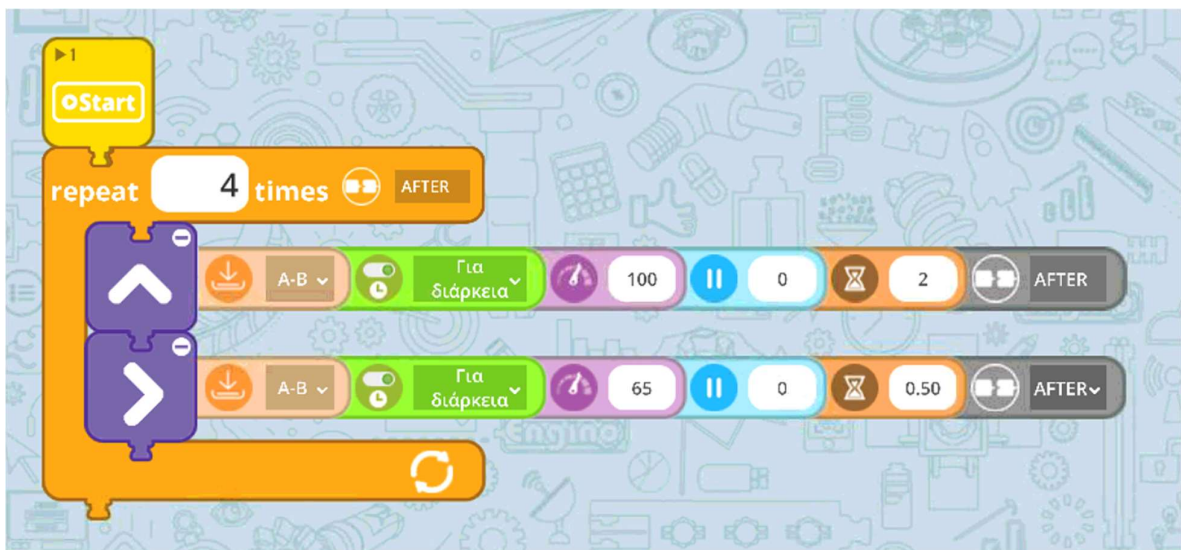 1
Start
repeat 4 times AFTER
A-B Για διάρκεια 100 0 2 AFTER
A-B Για διάρκεια 65 0 0.50 AFTER
Engino